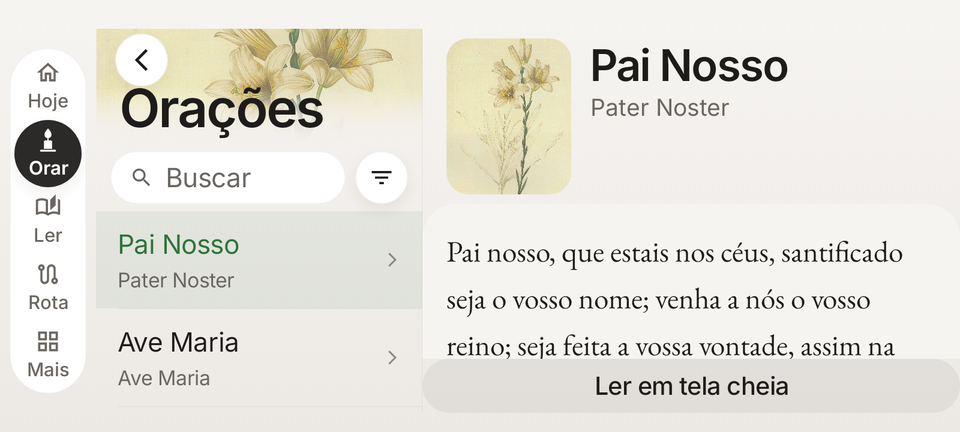 Hoje
Orar
Ler
Rota
Mais
Orações
Buscar
Pai Nosso
Pater Noster
Ave Maria
Ave Maria
Pai Nosso
Pater Noster
Pai nosso, que estais nos céus, santificado
seja o vosso nome; venha a nós o vosso
reino; seja feita a vossa vontade, assim na
Ler em tela cheia